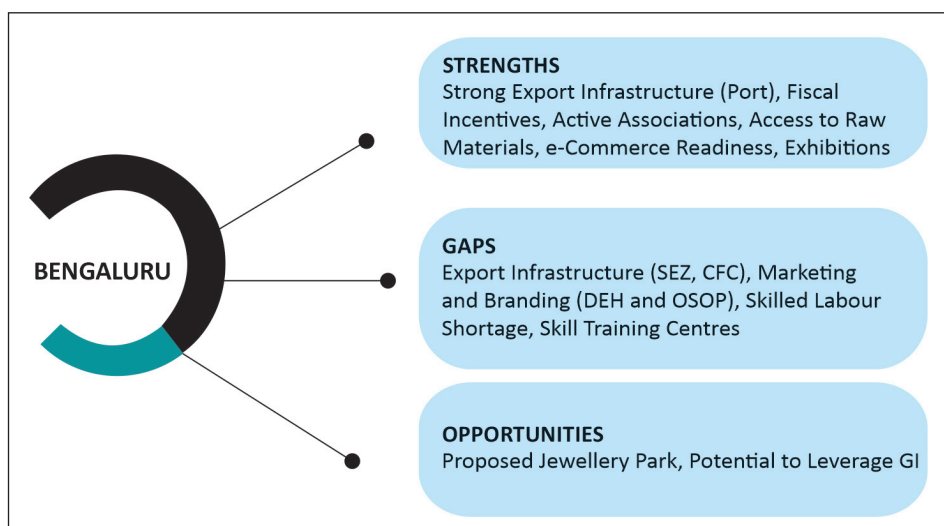 BENGALURU
STRENGTHS
Strong Export Infrastructure (Port), Fiscal
Incentives, Active Associations, Access to Raw
Materials, e-Commerce Readiness, Exhibitions
GAPS
Export Infrastructure (SEZ, CFC), Marketing
and Branding (DEH and OSOP), Skilled Labour
Shortage, Skill Training Centres
OPPORTUNITIES
Proposed Jewellery Park, Potential to Leverage GI